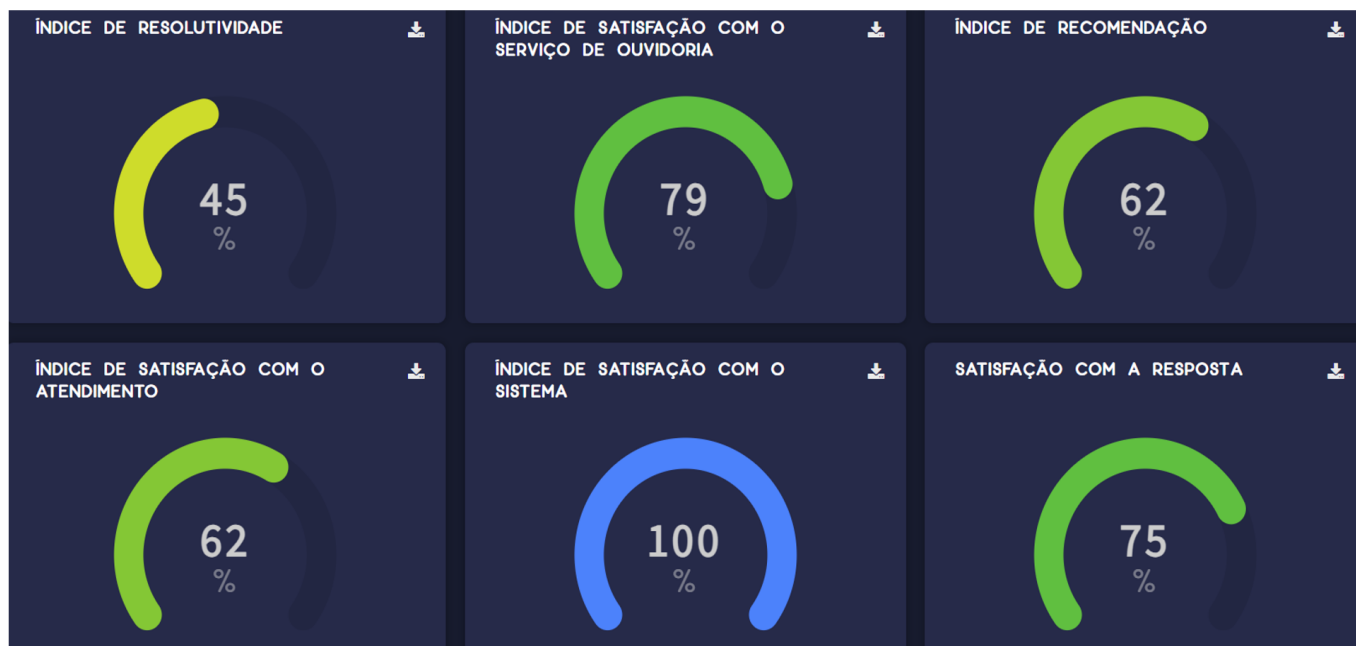 ÍNDICE DE RESOLUTIVIDADE
45
%
ÍNDICE DE SATISFAÇÃO COM O
SERVIÇO DE OUVIDORIA
79
%
ÍNDICE DE RECOMENDAÇÃO
62
%
ÍNDICE DE SATISFAÇÃO COM O
ATENDIMENTO
62
%
ÍNDICE DE SATISFAÇÃO COM O
SISTEMA
100
%
SATISFAÇÃO COM A RESPOSTA
75
%